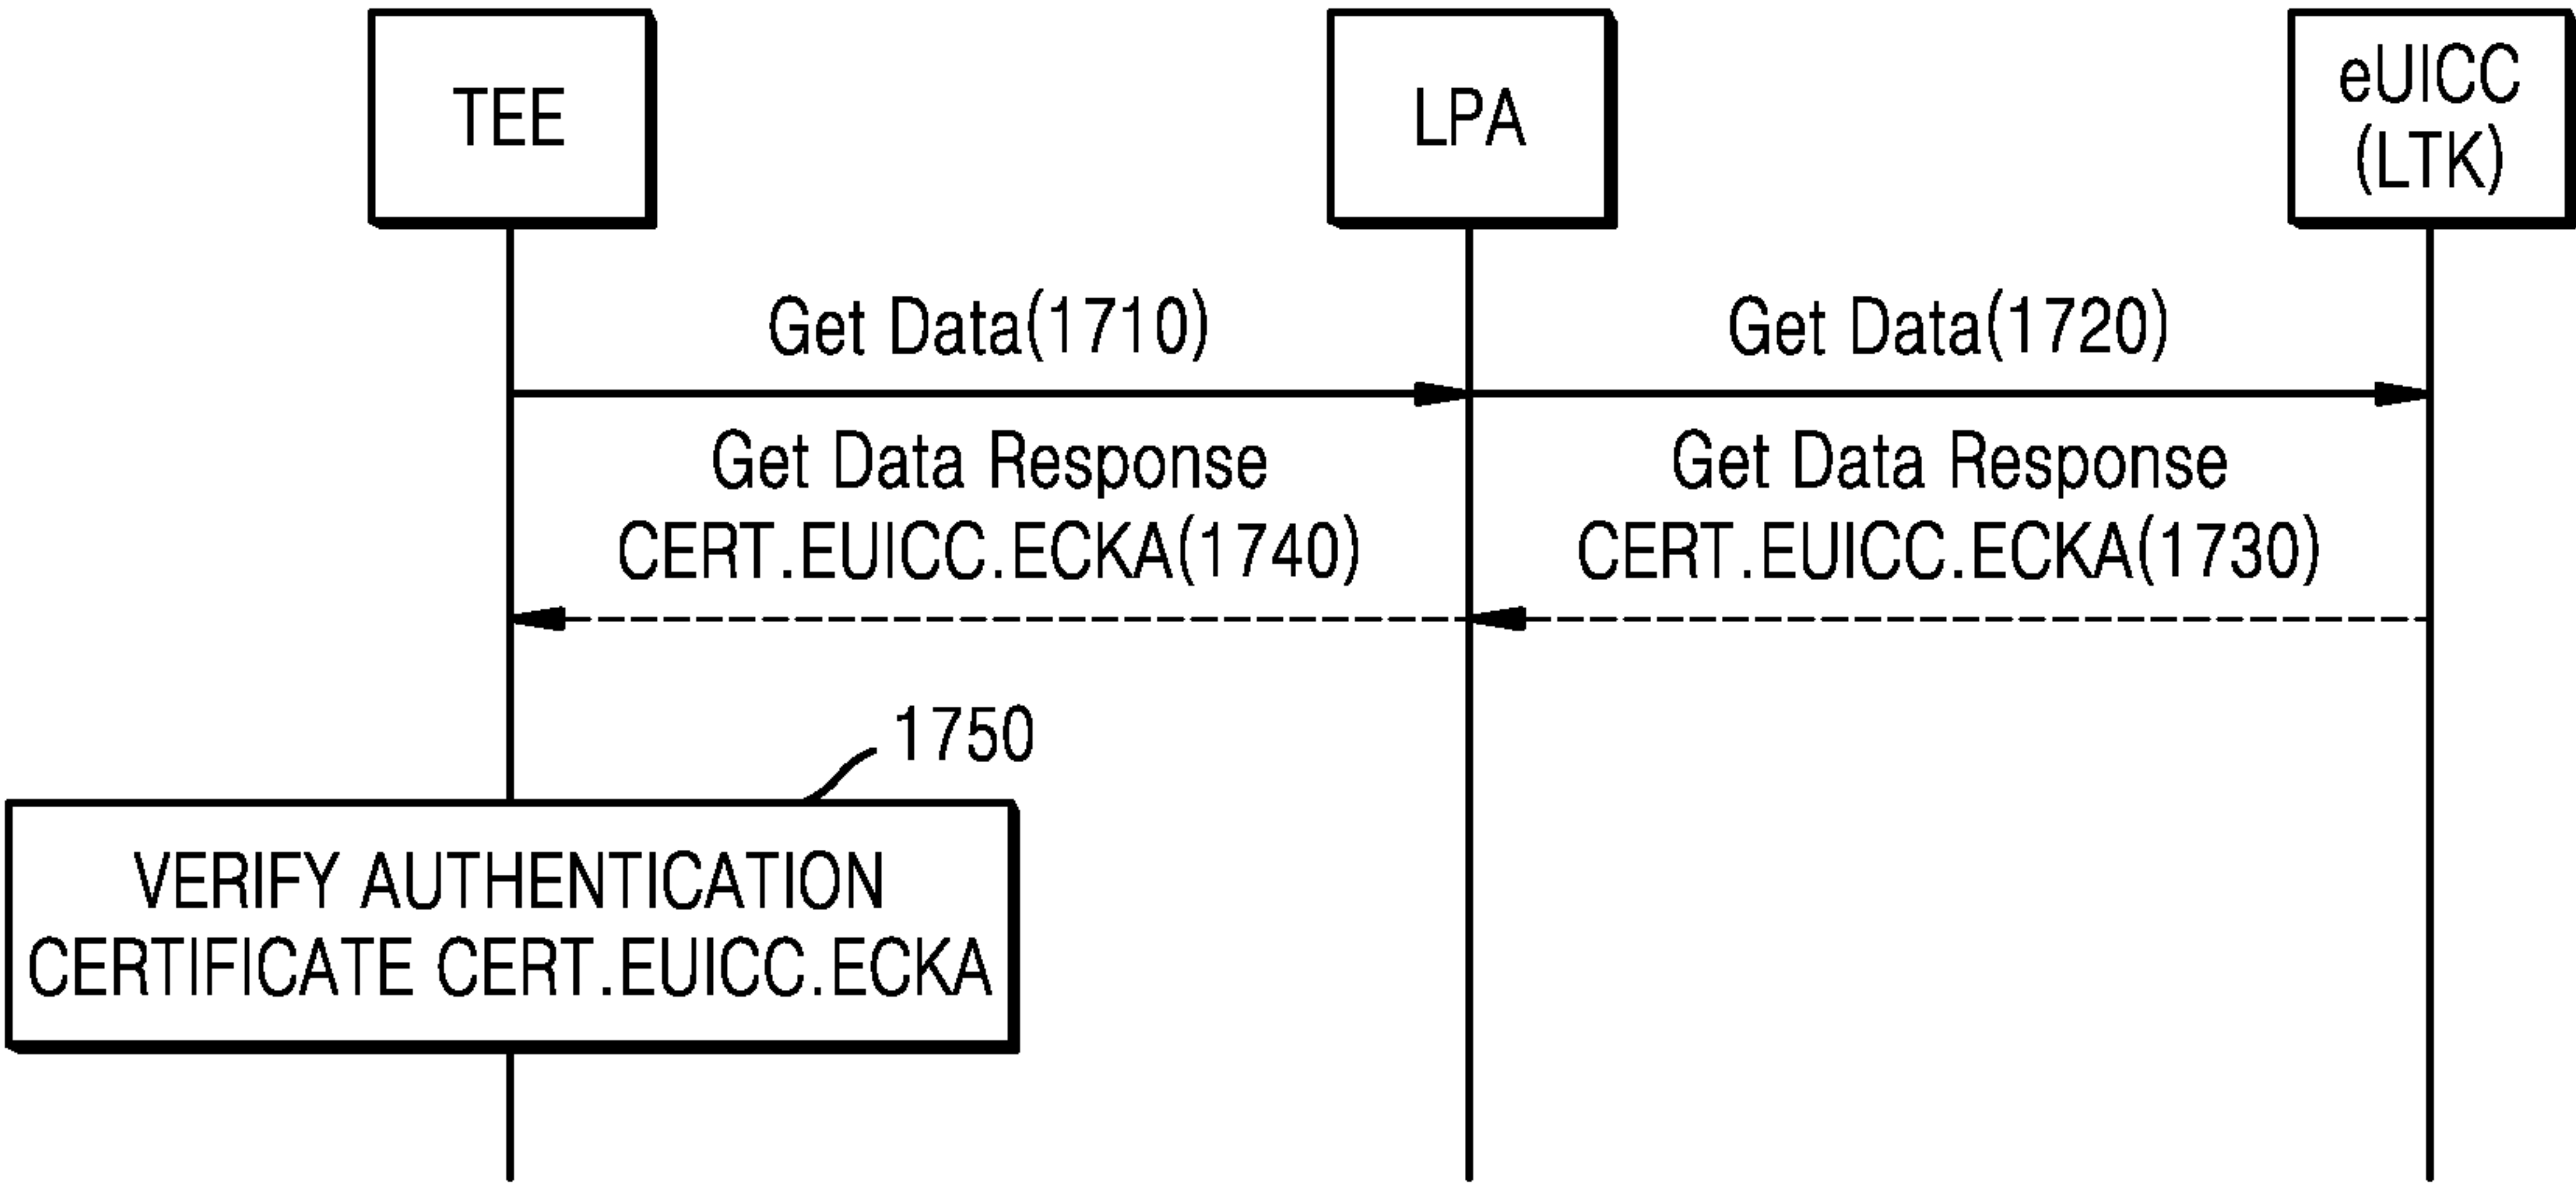 TEE
LPA
eUICC
(LTK)
Get Data(1710)
Get Data(1720)
Get Data Response
CERT.EUICC.ECKA(1740)
Get Data Response
CERT.EUICC.ECKA(1730)
1750
VERIFY AUTHENTICATION
CERTIFICATE CERT.EUICC.ECKA